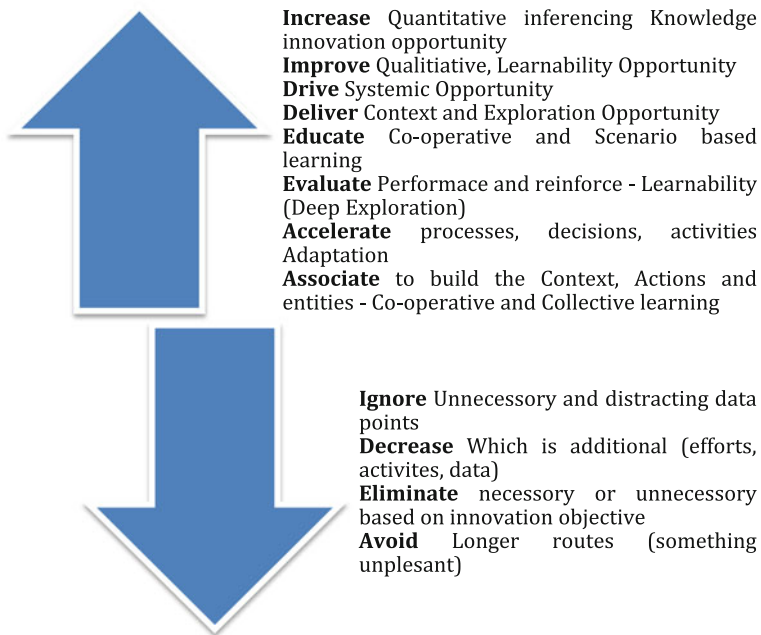 Increase Quantitative inferencing Knowledge
innovation opportunity
Improve Qualitiative, Learnability Opportunity
Drive Systemic Opportunity
Deliver Context and Exploration Opportunity
Educate Co-operative and Scenario based
learning
Evaluate Performace and reinforce - Learnability
(Deep Exploration)
Accelerate processes, decisions, activities
Adaptation
Associate to build the Context, Actions and
entities - Co-operative and Collective learning
Ignore Unnecessory and distracting data
points
Decrease Which is additional (efforts,
activites, data)
Eliminate necessory or unnecessory
based on innovation objective
Avoid Longer routes (something
unplesant)